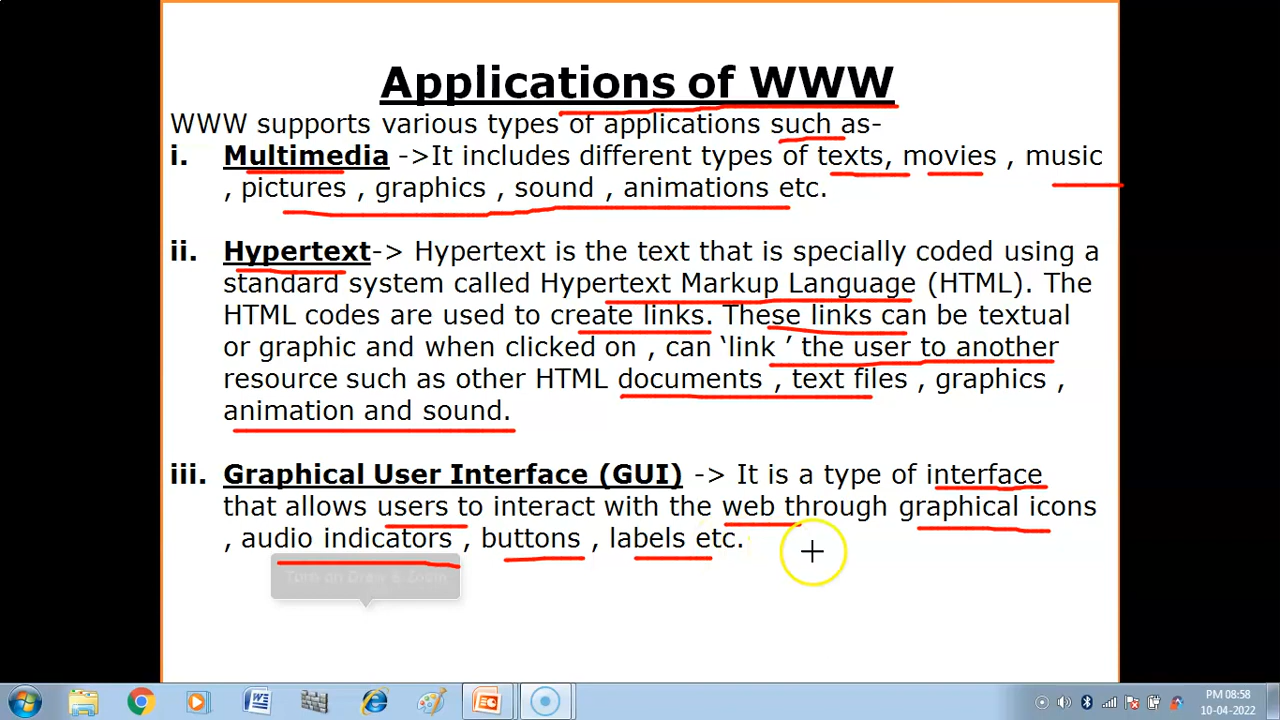 Applications of WWW
WWW supports various types of applications such as-
i. Multimedia ->It includes different types of texts, movies , music
, pictures , graphics , sound , animations etc.
ii. Hypertext-> Hypertext is the text that is specially coded using a
standard system called Hypertext Markup Language (HTML). The
HTML codes are used to create links. These links can be textual
or graphic and when clicked on , can ‘link ’ the user to another
resource such as other HTML documents , text files , graphics ,
animation and sound.
iii. Graphical User Interface (GUI) -> It is a type of interface
that allows users to interact with the web through graphical icons
, audio indicators , buttons , labels etc.
Turn on Draw & Zoom
PM 08:58
10-04-2022